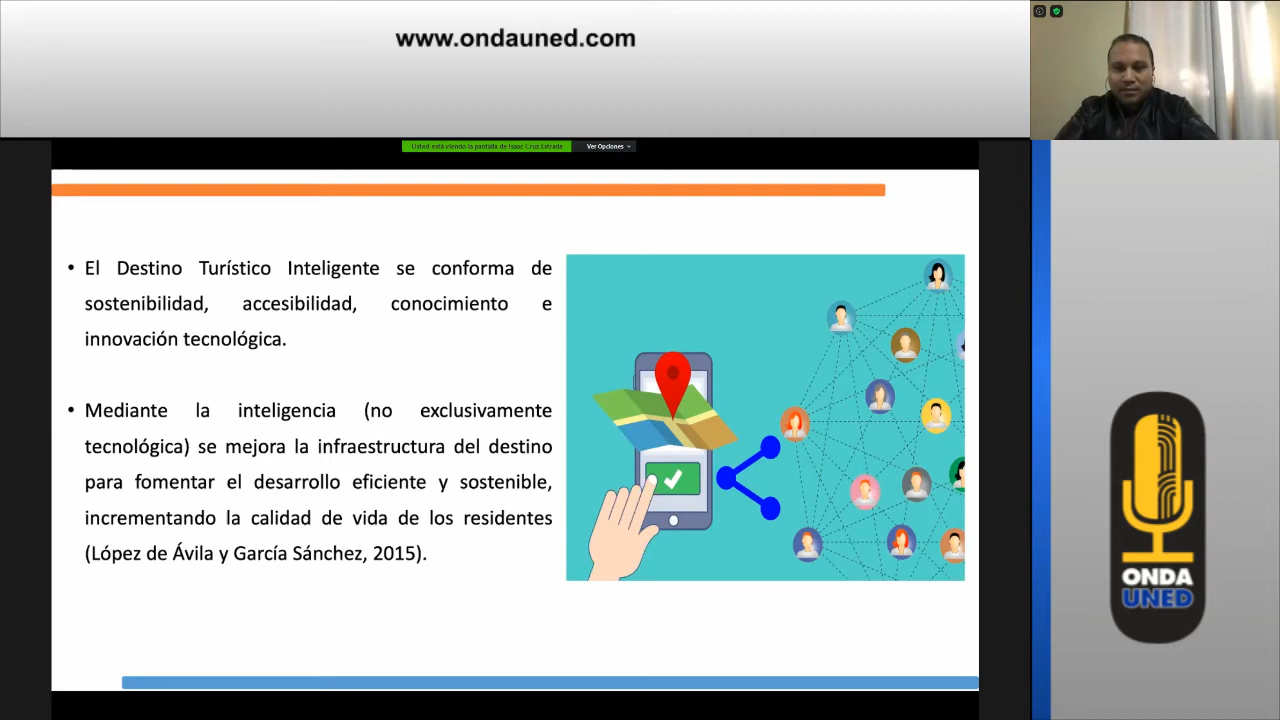 www.ondauned.com
Usted está viendo la pantalla de Isaac Cruz Estrada
Ver Opciones
• El Destino Turístico Inteligente se conforma de
sostenibilidad, accesibilidad, conocimiento e
innovación tecnológica.
• Mediante la inteligencia (no exclusivamente
tecnológica) se mejora la infraestructura del destino
para fomentar el desarrollo eficiente y sostenible,
incrementando la calidad de vida de los residentes
(López de Ávila y García Sánchez, 2015).
ONDA
UNED